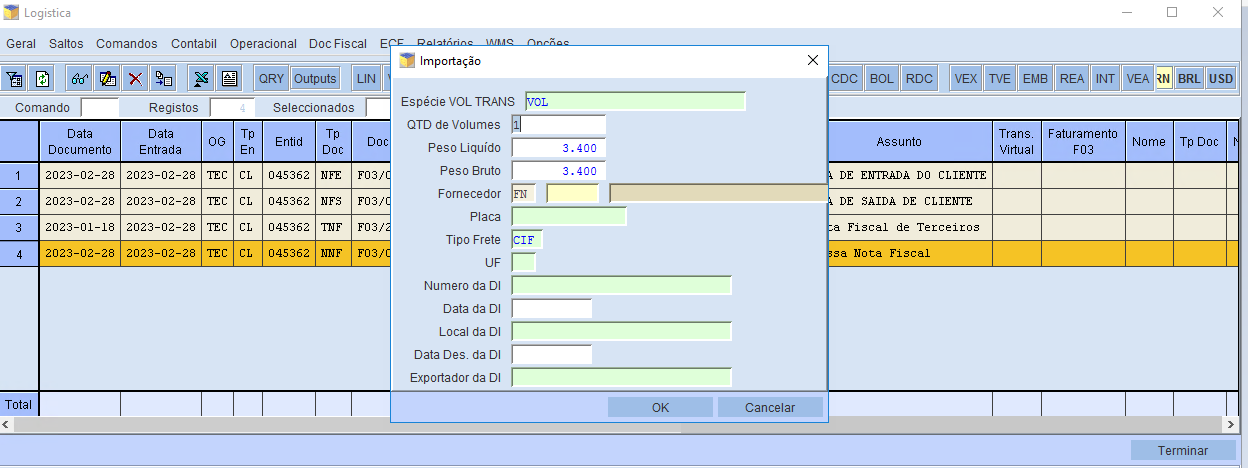 Logistica
Geral Saltos Comandos Contabil Operacional Doc Fiscal ECF Relatórios WMS Opções
QRY Outputs LIN CDC BOL RDC VEX TVE EMB REA INT VEA RN BRL USD
Comando Registos 4 Seleccionados
Data Documento Data Entrada OG Tp En Entid Tp Doc Doc Assunto Trans. Virtual Faturamento F03 Nome Tp Doc
1 2023-02-28 2023-02-28 TEC CL 045362 NFE F03/ A DE ENTRADA DO CLIENTE
2 2023-02-28 2023-02-28 TEC CL 045362 NFS F03/ A DE SAIDA DE CLIENTE
3 2023-01-18 2023-02-28 TEC CL 045362 TNF F03/2 ta Fiscal de Terceiros
4 2023-02-28 2023-02-28 TEC CL 045362 NNF F03/ ssa Nota Fiscal
Total
Terminar
Importação
Espécie VOL TRANS VOL
QTD de Volumes 1
Peso Liquído 3.400
Peso Bruto 3.400
Fornecedor FN
Placa
Tipo Frete CIF
UF
Numero da DI
Data da DI
Local da DI
Data Des. da DI
Exportador da DI
OK Cancelar